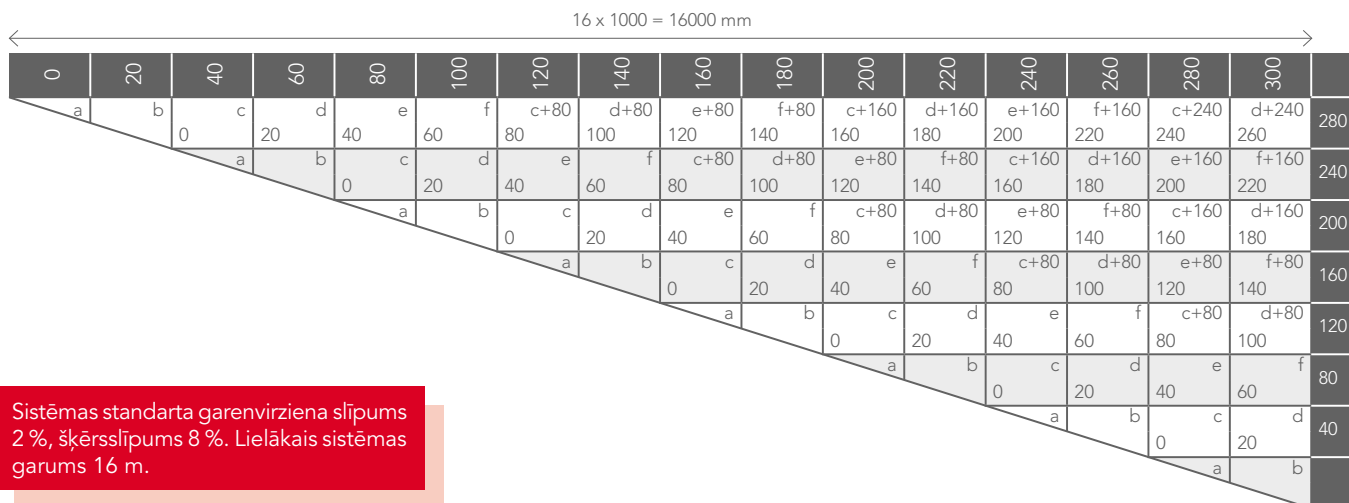 16 x 1000 = 16000 mm
0 20 40 60 80 100 120 140 160 180 200 220 240 260 280 300
a b c d e f c+80 d+80 e+80 f+80 c+160 d+160 e+160 f+160 c+240 d+240
0 20 40 60 80 100 120 140 160 180 200 220 240 260
280
a b c d e f c+80 d+80 e+80 f+80 c+160 d+160 e+160 f+160
0 20 40 60 80 100 120 140 160 180 200 220
240
a b c d e f c+80 d+80 e+80 f+80 c+160 d+160
0 20 40 60 80 100 120 140 160 180
200
a b c d e f c+80 d+80 e+80 f+80
0 20 40 60 80 100 120 140
160
a b c d e f c+80 d+80
0 20 40 60 80 100
120
a b c d e f
0 20 40 60
80
a b c d
0 20
40
a b
Sistēmas standarta garenvirziena slīpums
2 %, šķērsslīpums 8 %. Lielākais sistēmas
garums 16 m.